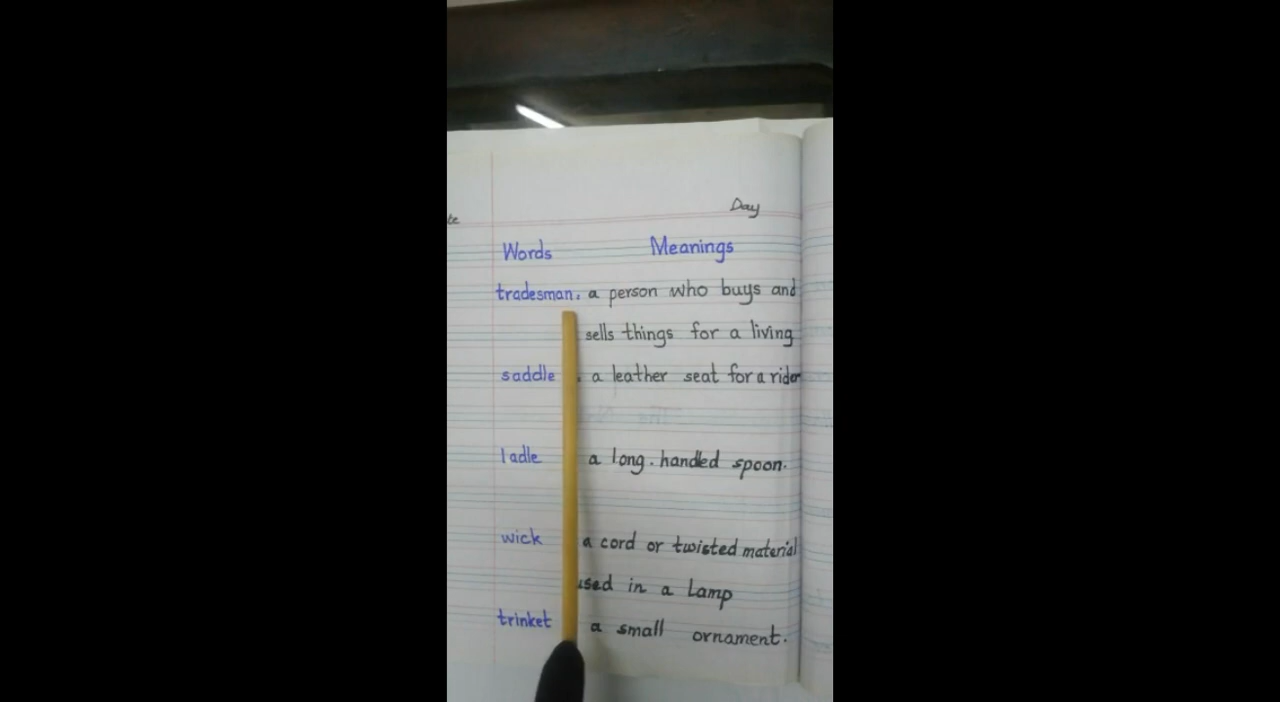 Day
Words Meanings
tradesman. a person who buys and
sells things for a living
saddle . a leather seat for a rider
ladle a long. handled spoon.
wick a cord or twisted material
used in a lamp
trinket a small ornament.